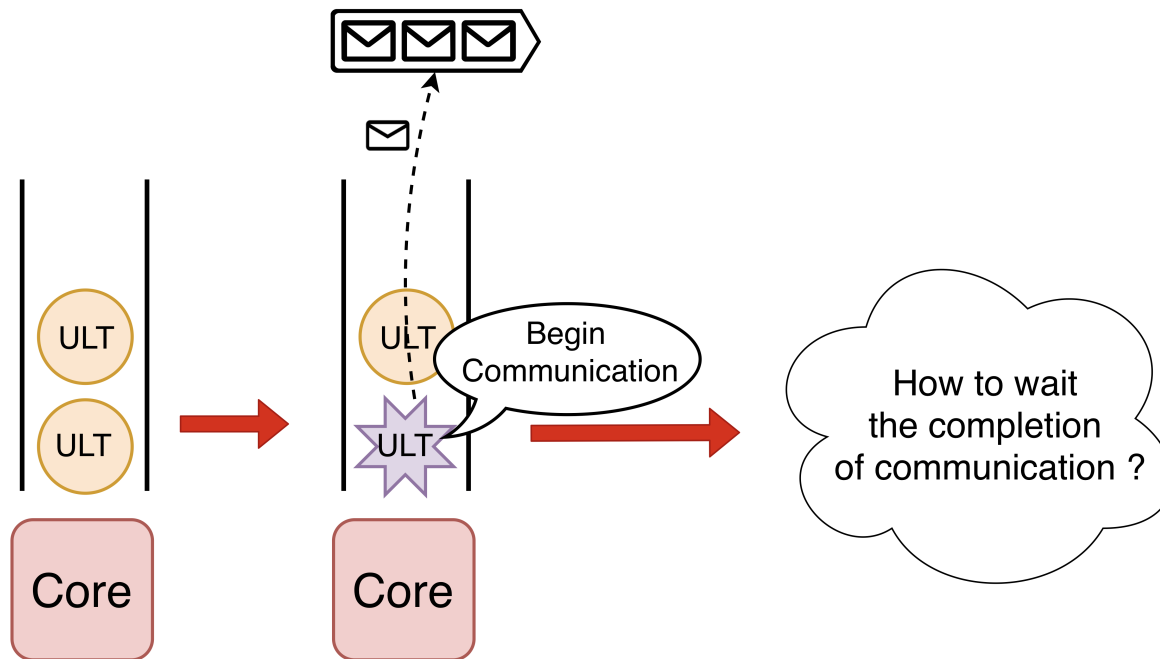 ULT
ULT
Core
ULT
ULT
Core
Begin
Communication
How to wait
the completion
of communication ?